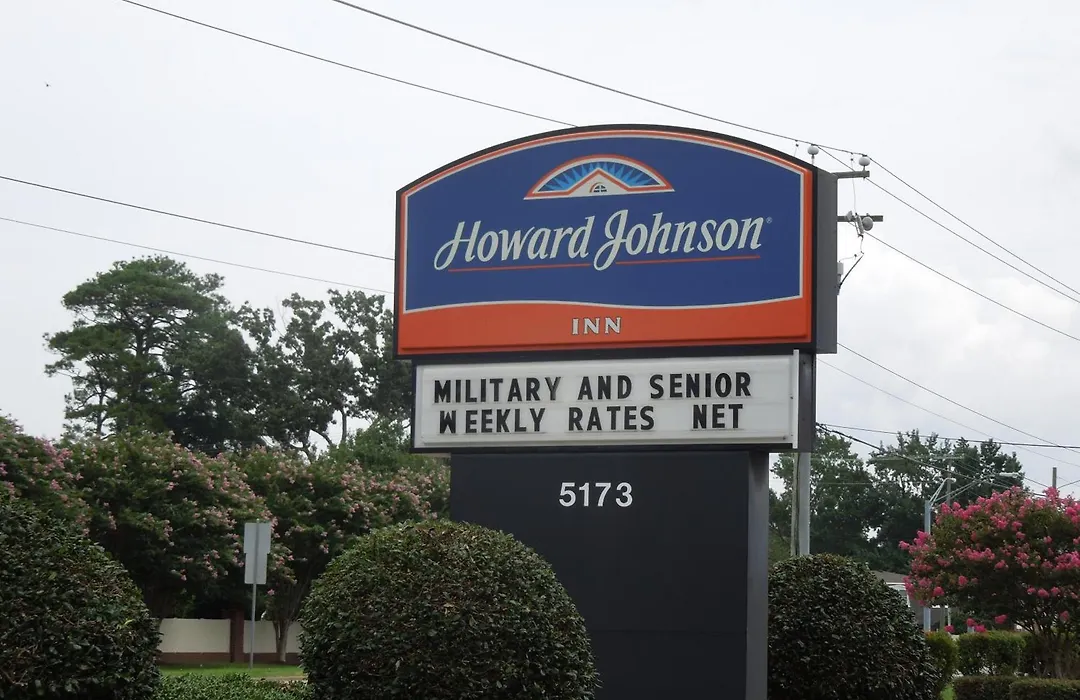 Howard Johnson®
INN
MILITARY AND SENIOR
WEEKLY RATES NET
5173